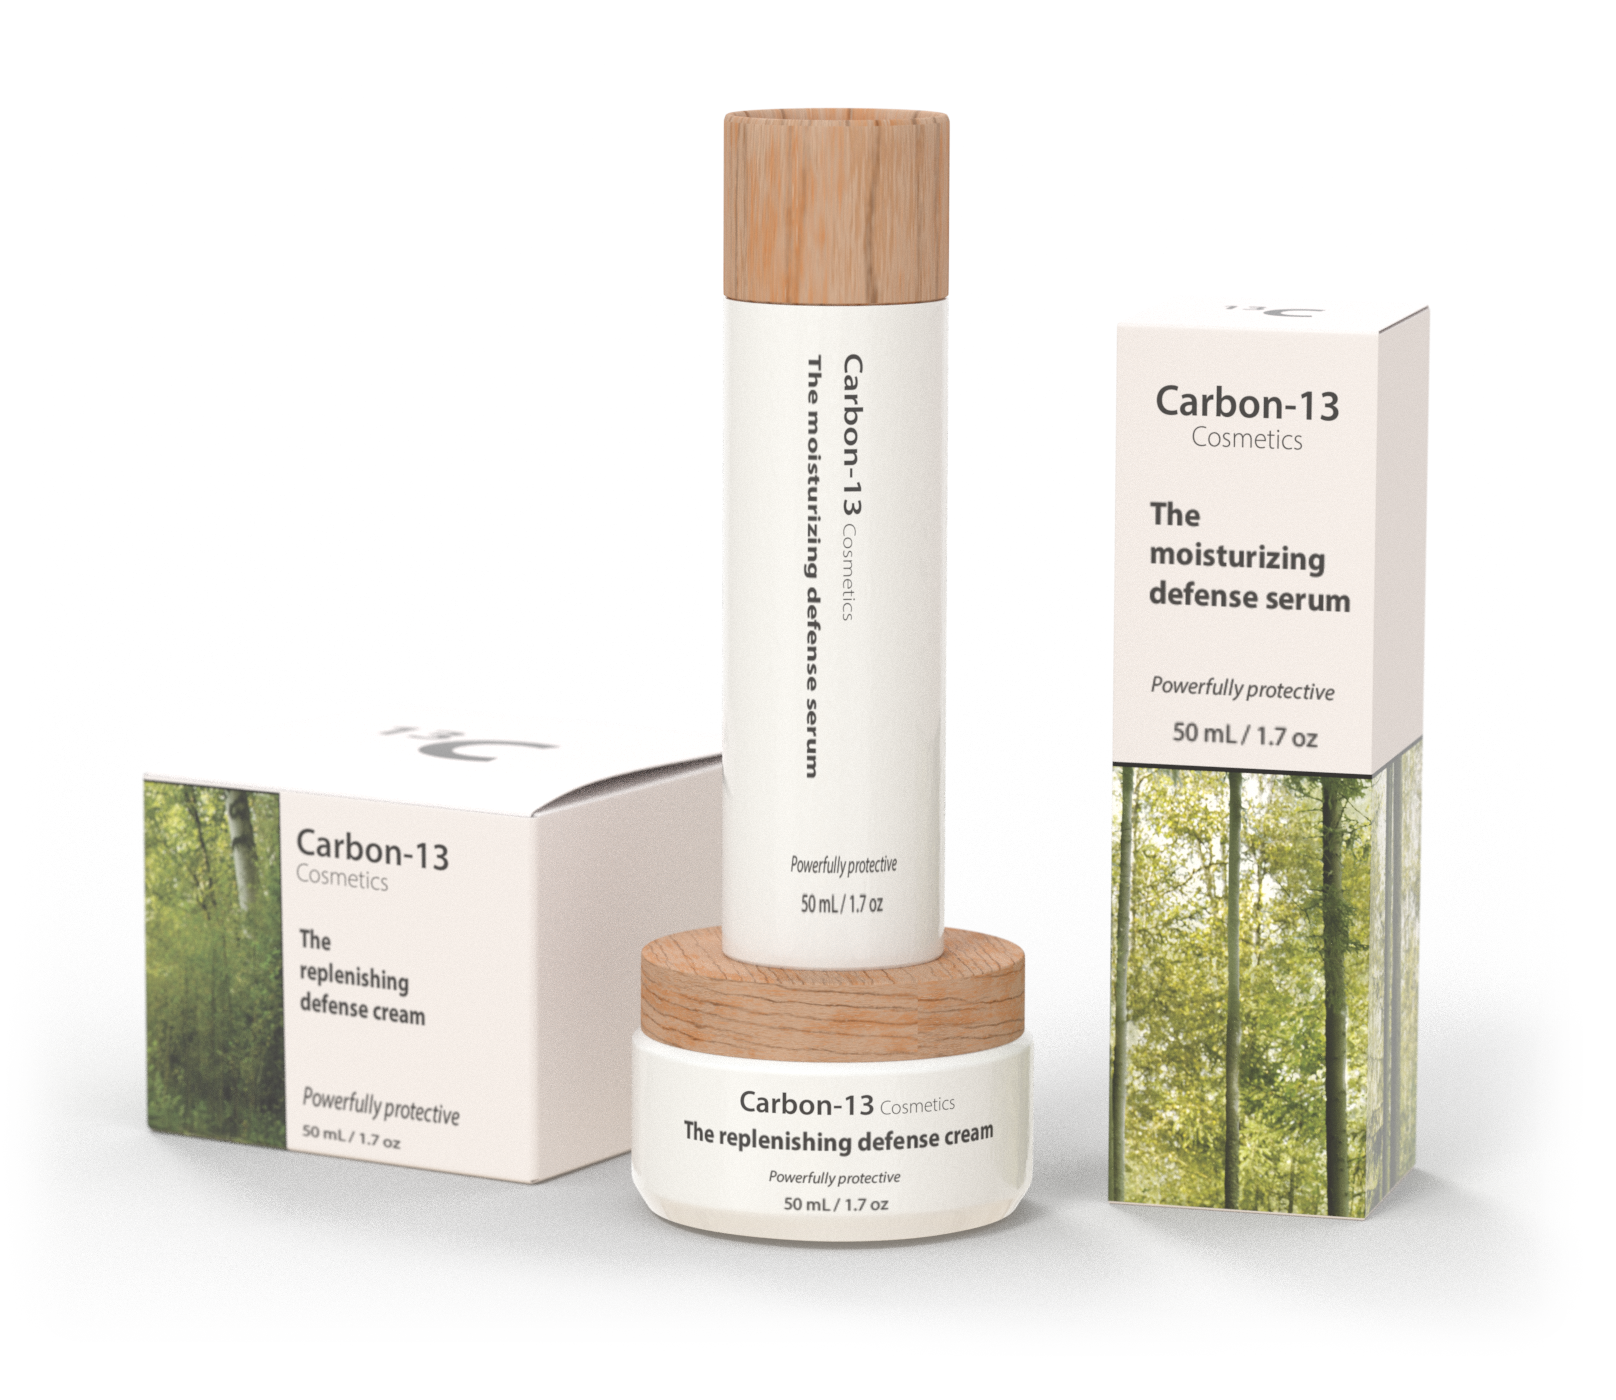 13C
Carbon-13
Cosmetics
The
replenishing
defense cream
Powerfully protective
50 mL / 1.7 oz
Carbon-13 Cosmetics
The moisturizing defense serum
Powerfully protective
50 mL / 1.7 oz
Carbon-13 Cosmetics
The replenishing defense cream
Powerfully protective
50 mL / 1.7 oz
13C
Carbon-13
Cosmetics
The
moisturizing
defense serum
Powerfully protective
50 mL / 1.7 oz